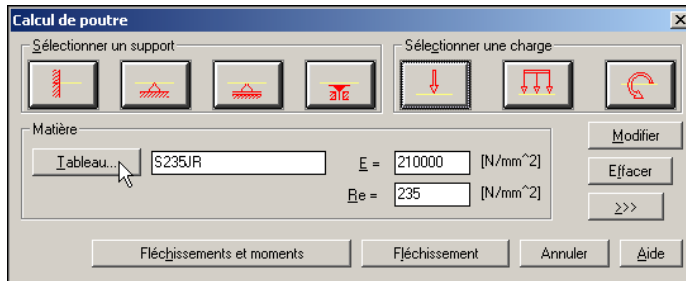 Calcul de poutre
Sélectionner un support
Sélectionner une charge
Matière
Tableau...
S235JR
E = 210000 [N/mm^2]
Re = 235 [N/mm^2]
Modifier
Effacer
>>>
Fléchissements et moments
Fléchissement
Annuler
Aide